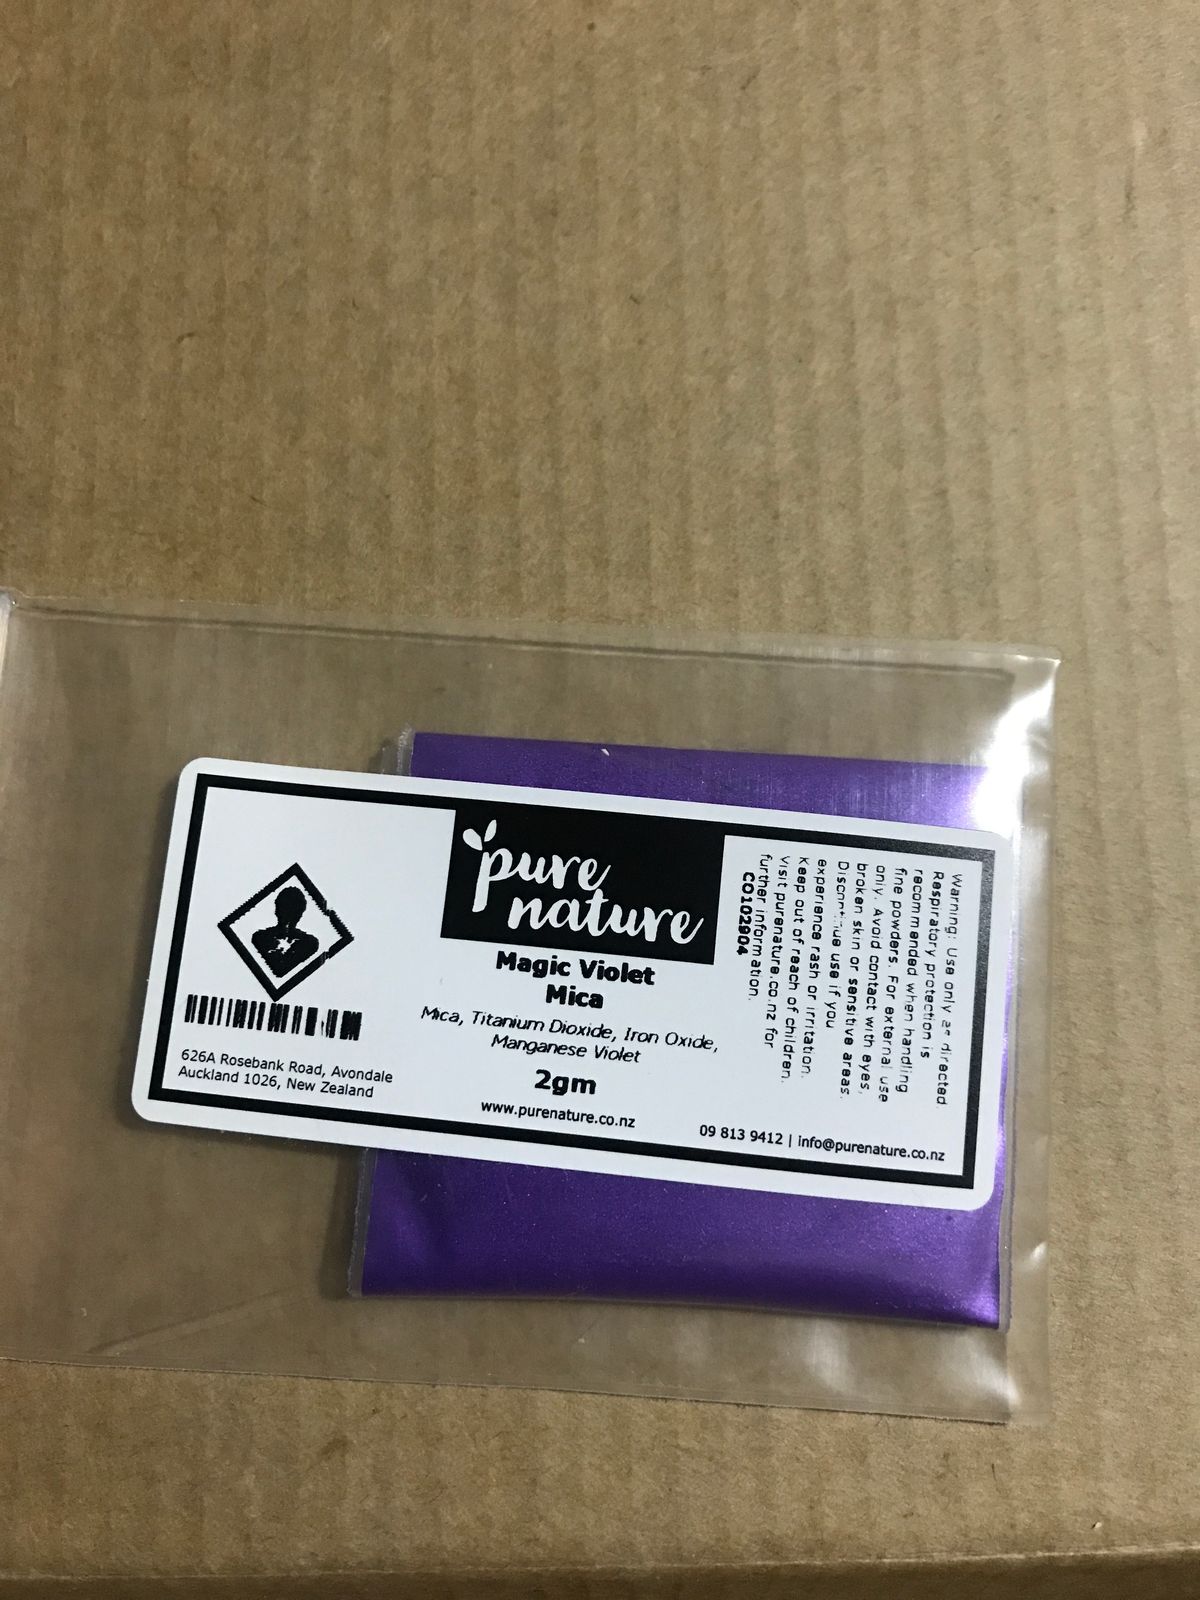 pure
nature
Magic Violet
Mica
Mica, Titanium Dioxide, Iron Oxide,
Manganese Violet
2gm
www.purenature.co.nz
626A Rosebank Road, Avondale
Auckland 1026, New Zealand
09 813 9412 | info@purenature.co.nz
Warning: Use only as directed.
Respiratory protection is
recommended when handling
fine powders. For external use
only. Avoid contact with eyes,
broken skin or sensitive areas.
Discontinue use if you
experience rash or irritation.
Keep out of reach of children.
Visit purenature.co.nz for
further information.
CO102904